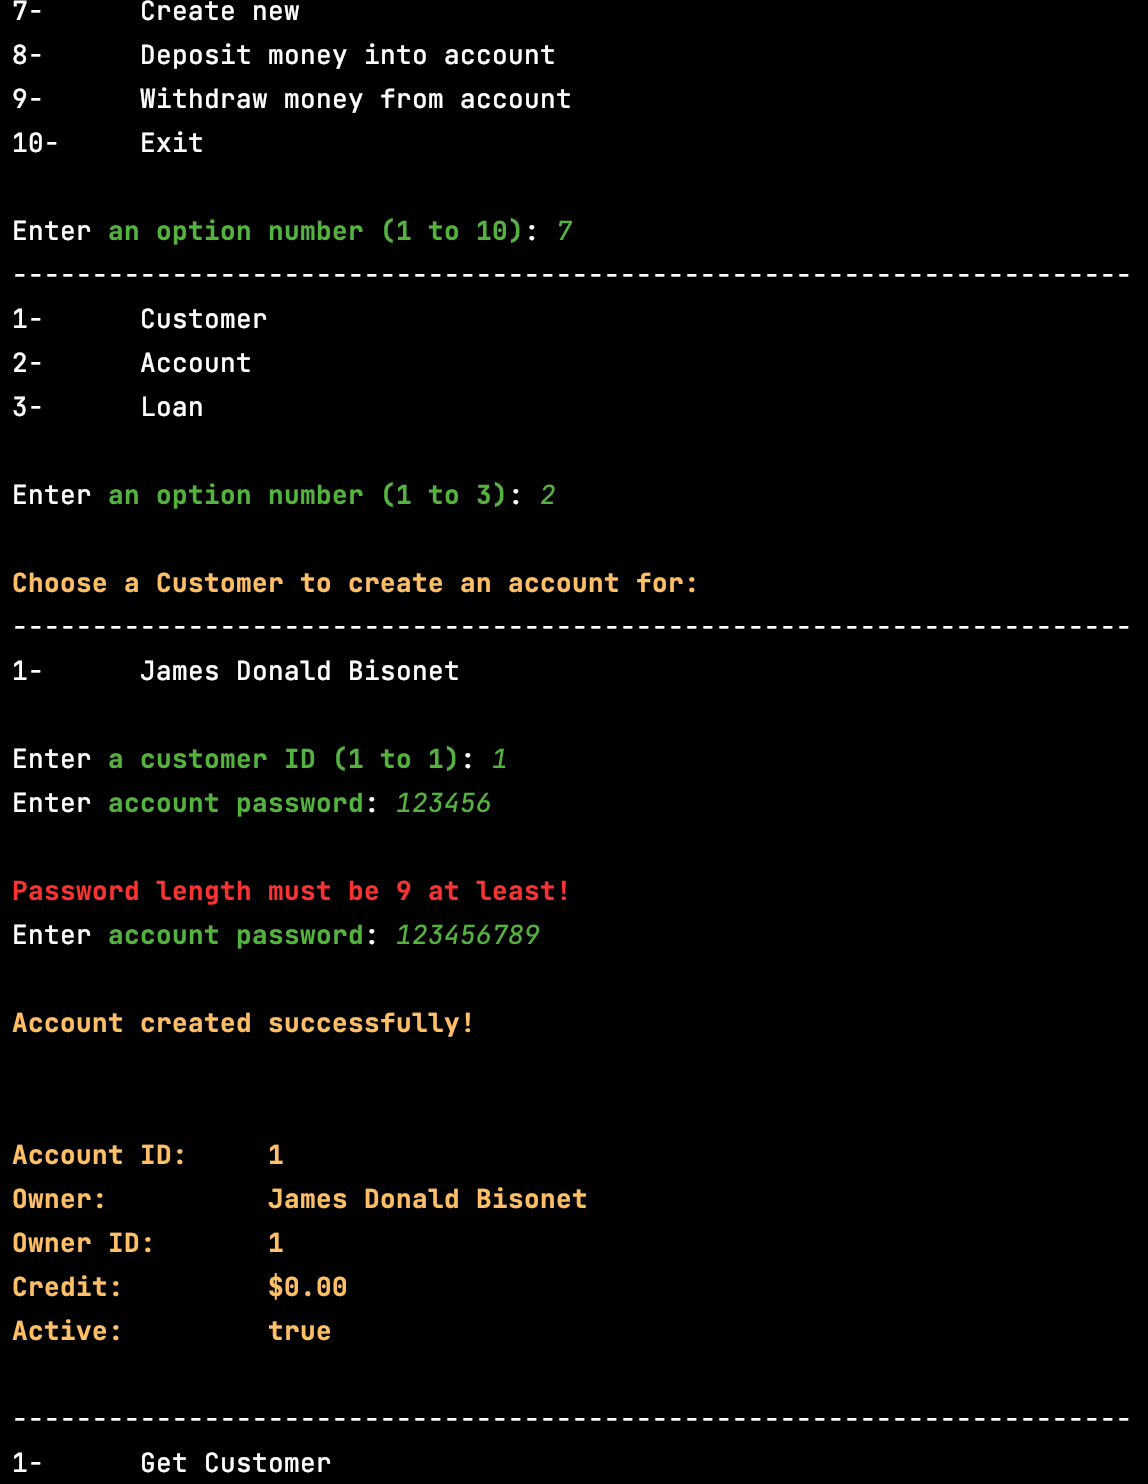 7-      Create new
8-      Deposit money into account
9-      Withdraw money from account
10-     Exit
Enter an option number (1 to 10): 7
----------------------------------------------------------------------
1-      Customer
2-      Account
3-      Loan
Enter an option number (1 to 3): 2
Choose a Customer to create an account for:
----------------------------------------------------------------------
1-      James Donald Bisonet
Enter a customer ID (1 to 1): 1
Enter account password: 123456
Password length must be 9 at least!
Enter account password: 123456789
Account created successfully!
Account ID:     1
Owner:          James Donald Bisonet
Owner ID:       1
Credit:         $0.00
Active:         true
----------------------------------------------------------------------
1-      Get Customer